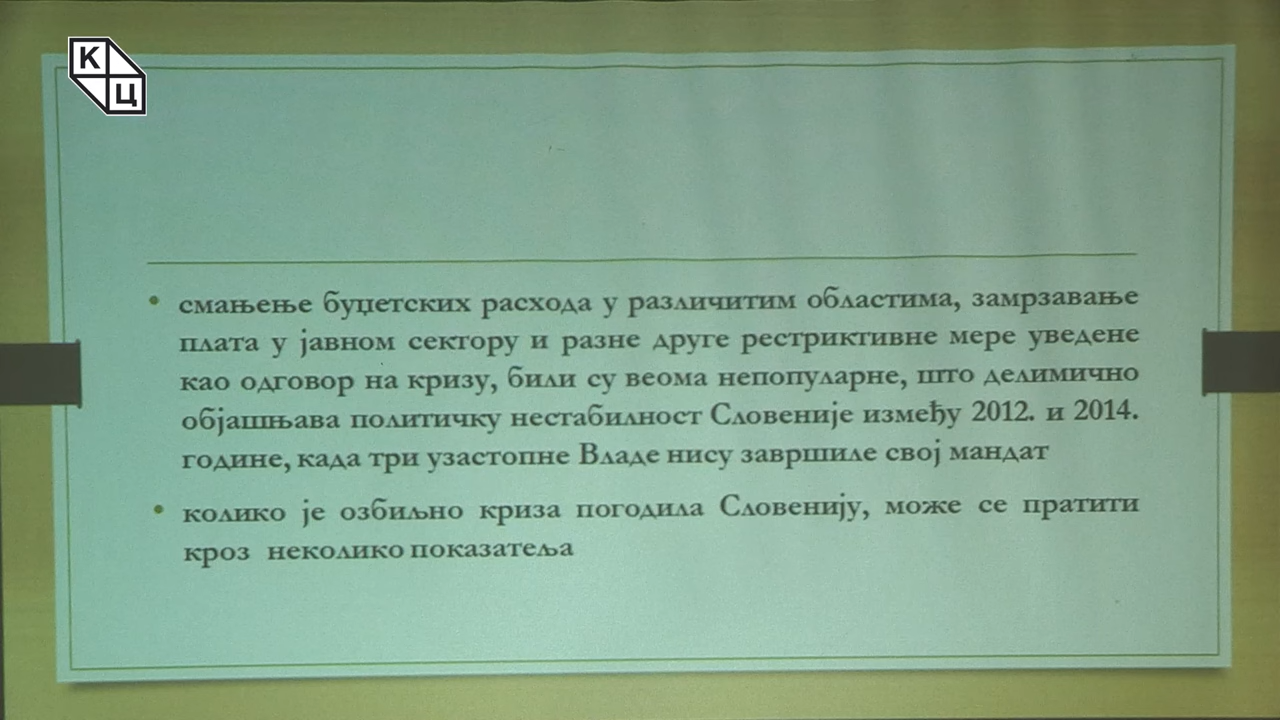 К
Ц
• смањење буџетских расхода у различитим областима, замрзавање
плата у јавном сектору и разне друге рестриктивне мере уведене
као одговор на кризу, били су веома непопуларне, што делимично
објашњава политичку нестабилност Словеније између 2012. и 2014.
године, када три узастопне Владе нису завршиле свој мандат
• колико је озбиљно криза погодила Словенију, може се пратити
кроз неколико показатеља